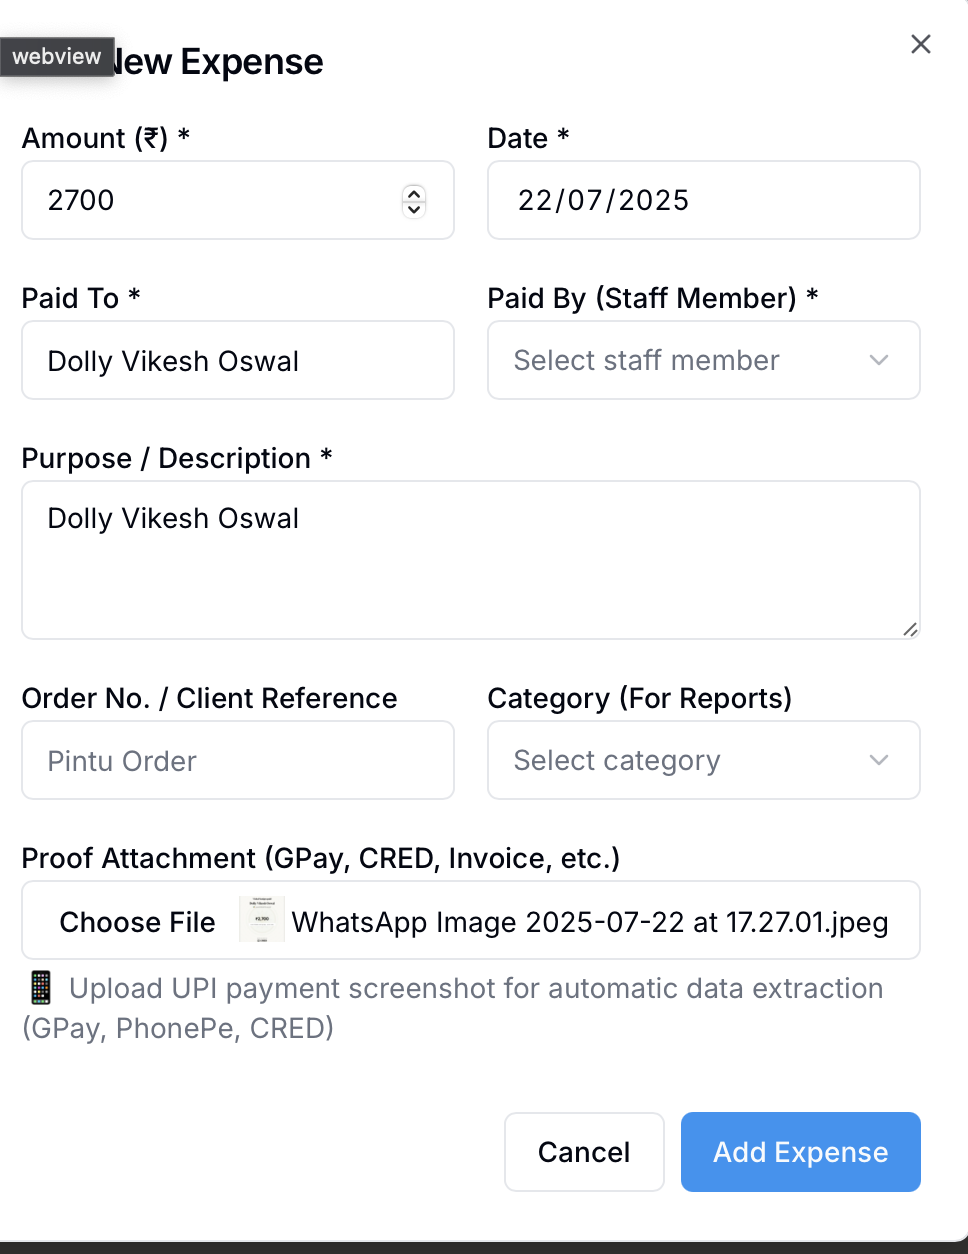 webview
New Expense
Amount (₹) *
Date *
2700
22/07/2025
Paid To *
Paid By (Staff Member) *
Dolly Vikesh Oswal
Select staff member
Purpose / Description *
Dolly Vikesh Oswal
Order No. / Client Reference
Category (For Reports)
Pintu Order
Select category
Proof Attachment (GPay, CRED, Invoice, etc.)
Choose File WhatsApp Image 2025-07-22 at 17.27.01.jpeg
Upload UPI payment screenshot for automatic data extraction
(GPay, PhonePe, CRED)
Cancel
Add Expense